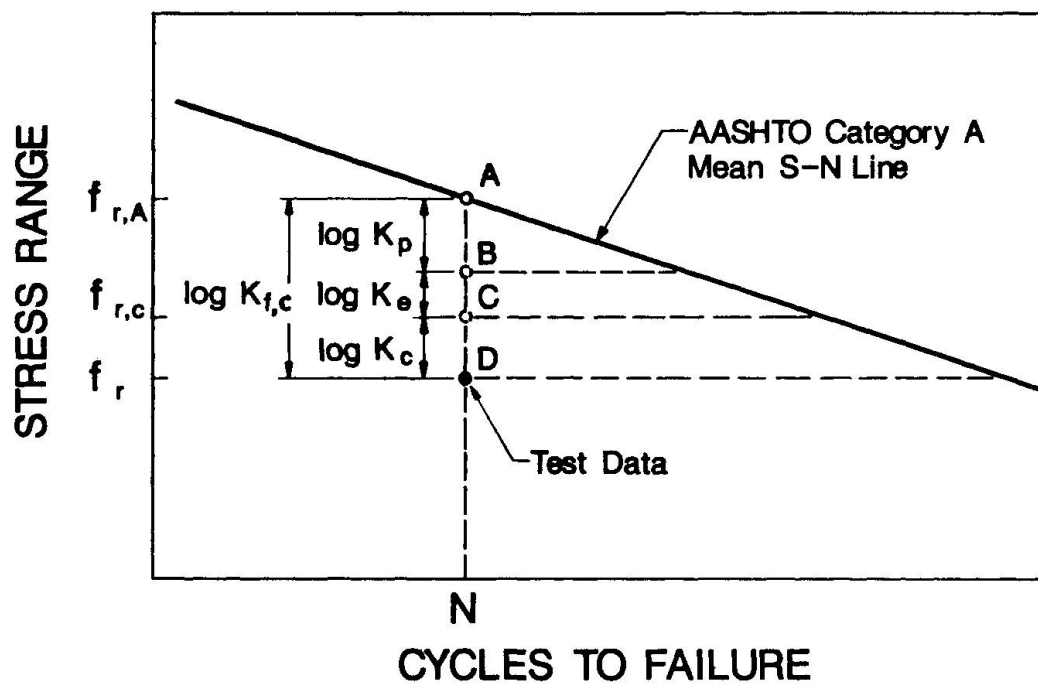 STRESS RANGE
f r,A
f r,c
f r
log K f,c
log K p
log K e
log K c
A
B
C
D
AASHTO Category A
Mean S-N Line
Test Data
N
CYCLES TO FAILURE